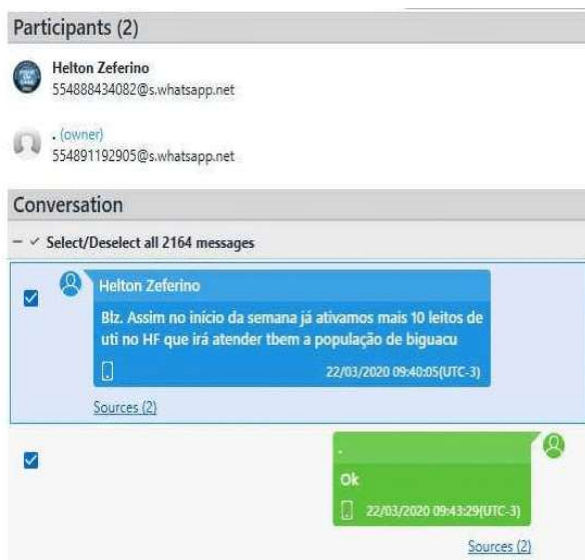 Participants (2)
Helton Zeferino
554888434082@s.whatsapp.net
. (owner)
554891192905@s.whatsapp.net
Conversation
Select/Deselect all 2164 messages
Helton Zeferino
Blz. Assim no início da semana já ativamos mais 10 leitos de
uti no HF que irá atender tbem a população de biguacu
22/03/2020 09:40:05(UTC-3)
Sources (2)
.
Ok
22/03/2020 09:43:29(UTC-3)
Sources (2)